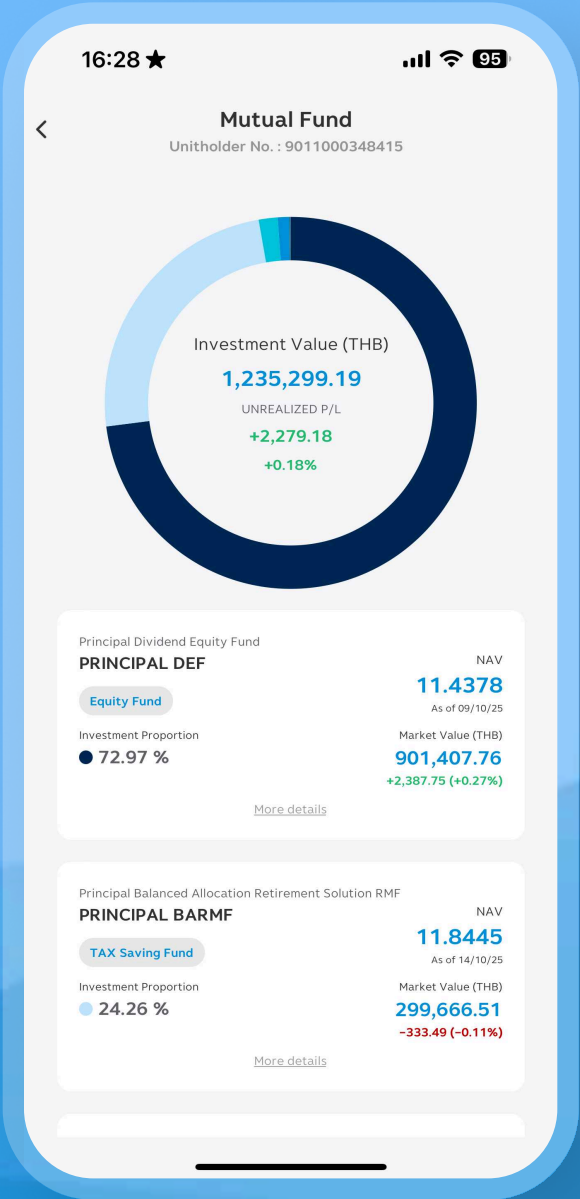 16:28 ★
95
Mutual Fund
Unitholder No. : 9011000348415
Investment Value (THB)
1,235,299.19
UNREALIZED P/L
+2,279.18
+0.18%
Principal Dividend Equity Fund
PRINCIPAL DEF
NAV
11.4378
Equity Fund
As of 09/10/25
Investment Proportion
Market Value (THB)
72.97 %
901,407.76
+2,387.75 (+0.27%)
More details
Principal Balanced Allocation Retirement Solution RMF
PRINCIPAL BARMF
NAV
11.8445
TAX Saving Fund
As of 14/10/25
Investment Proportion
Market Value (THB)
24.26 %
299,666.51
−333.49 (−0.11%)
More details